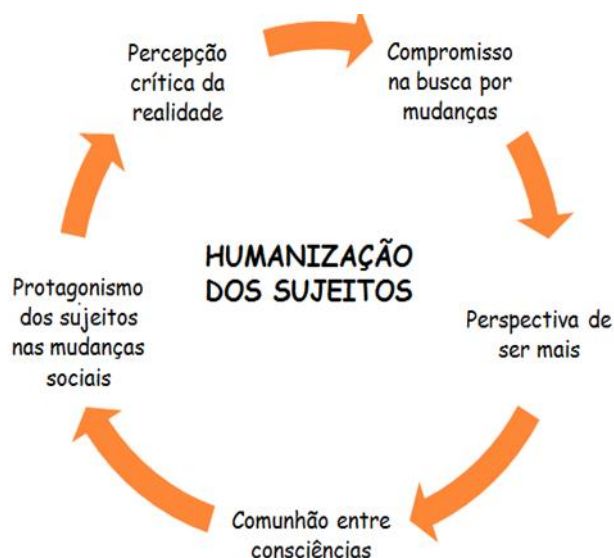 Percepção
crítica da
realidade
Compromisso
na busca por
mudanças
HUMANIZAÇÃO
DOS SUJEITOS
Perspectiva de
ser mais
Comunhão entre
consciências
Protagonismo
dos sujeitos
nas mudanças
sociais